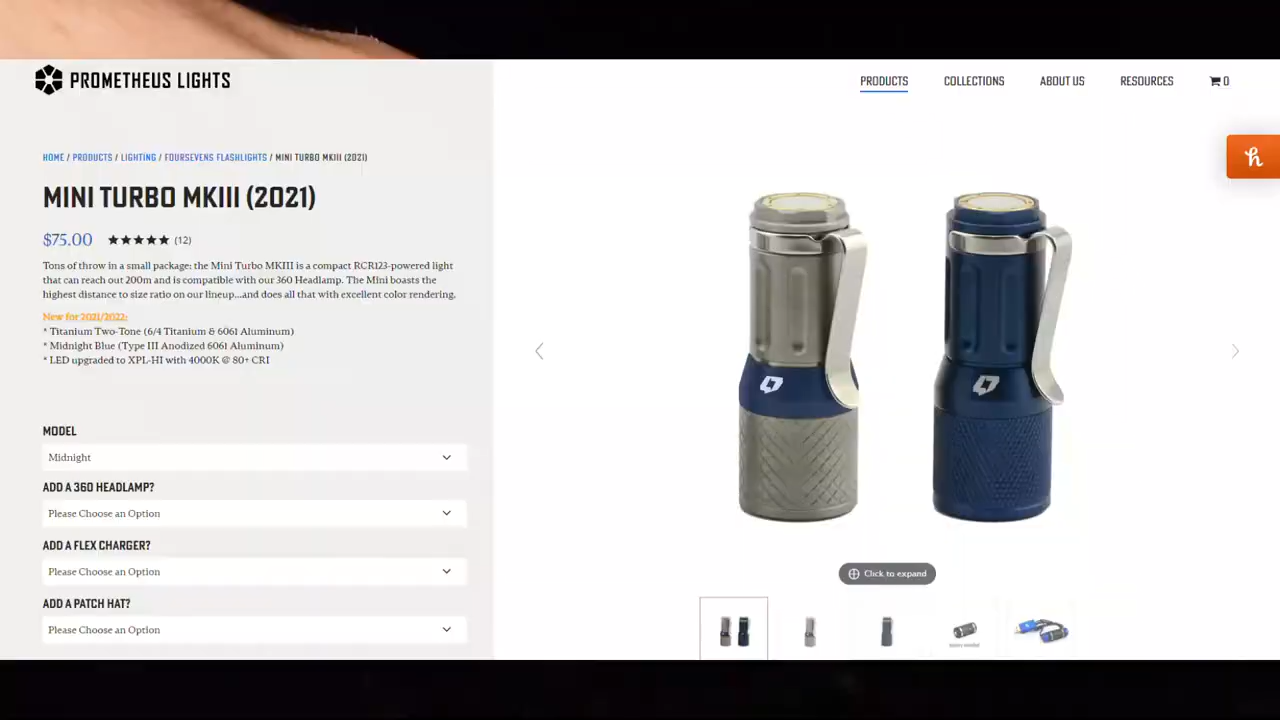 PROMETHEUS LIGHTS
PRODUCTS
COLLECTIONS
ABOUT US
RESOURCES
0
HOME / PRODUCTS / LIGHTING / FOURSEVENS FLASHLIGHTS / MINI TURBO MKIII (2021)
MINI TURBO MKIII (2021)
$75.00 ★★★★★ (12)
Tons of throw in a small package: the Mini Turbo MKIII is a compact RCR123-powered light
that can reach out 200m and is compatible with our 360 Headlamp. The Mini boasts the
highest distance to size ratio on our lineup...and does all that with excellent color rendering.
New for 2021/2022:
* Titanium Two-Tone (6/4 Titanium & 6061 Aluminum)
* Midnight Blue (Type III Anodized 6061 Aluminum)
* LED upgraded to XPL-HI with 4000K @ 80+ CRI
MODEL
Midnight
ADD A 360 HEADLAMP?
Please Choose an Option
ADD A FLEX CHARGER?
Please Choose an Option
ADD A PATCH HAT?
Please Choose an Option
h
Click to expand